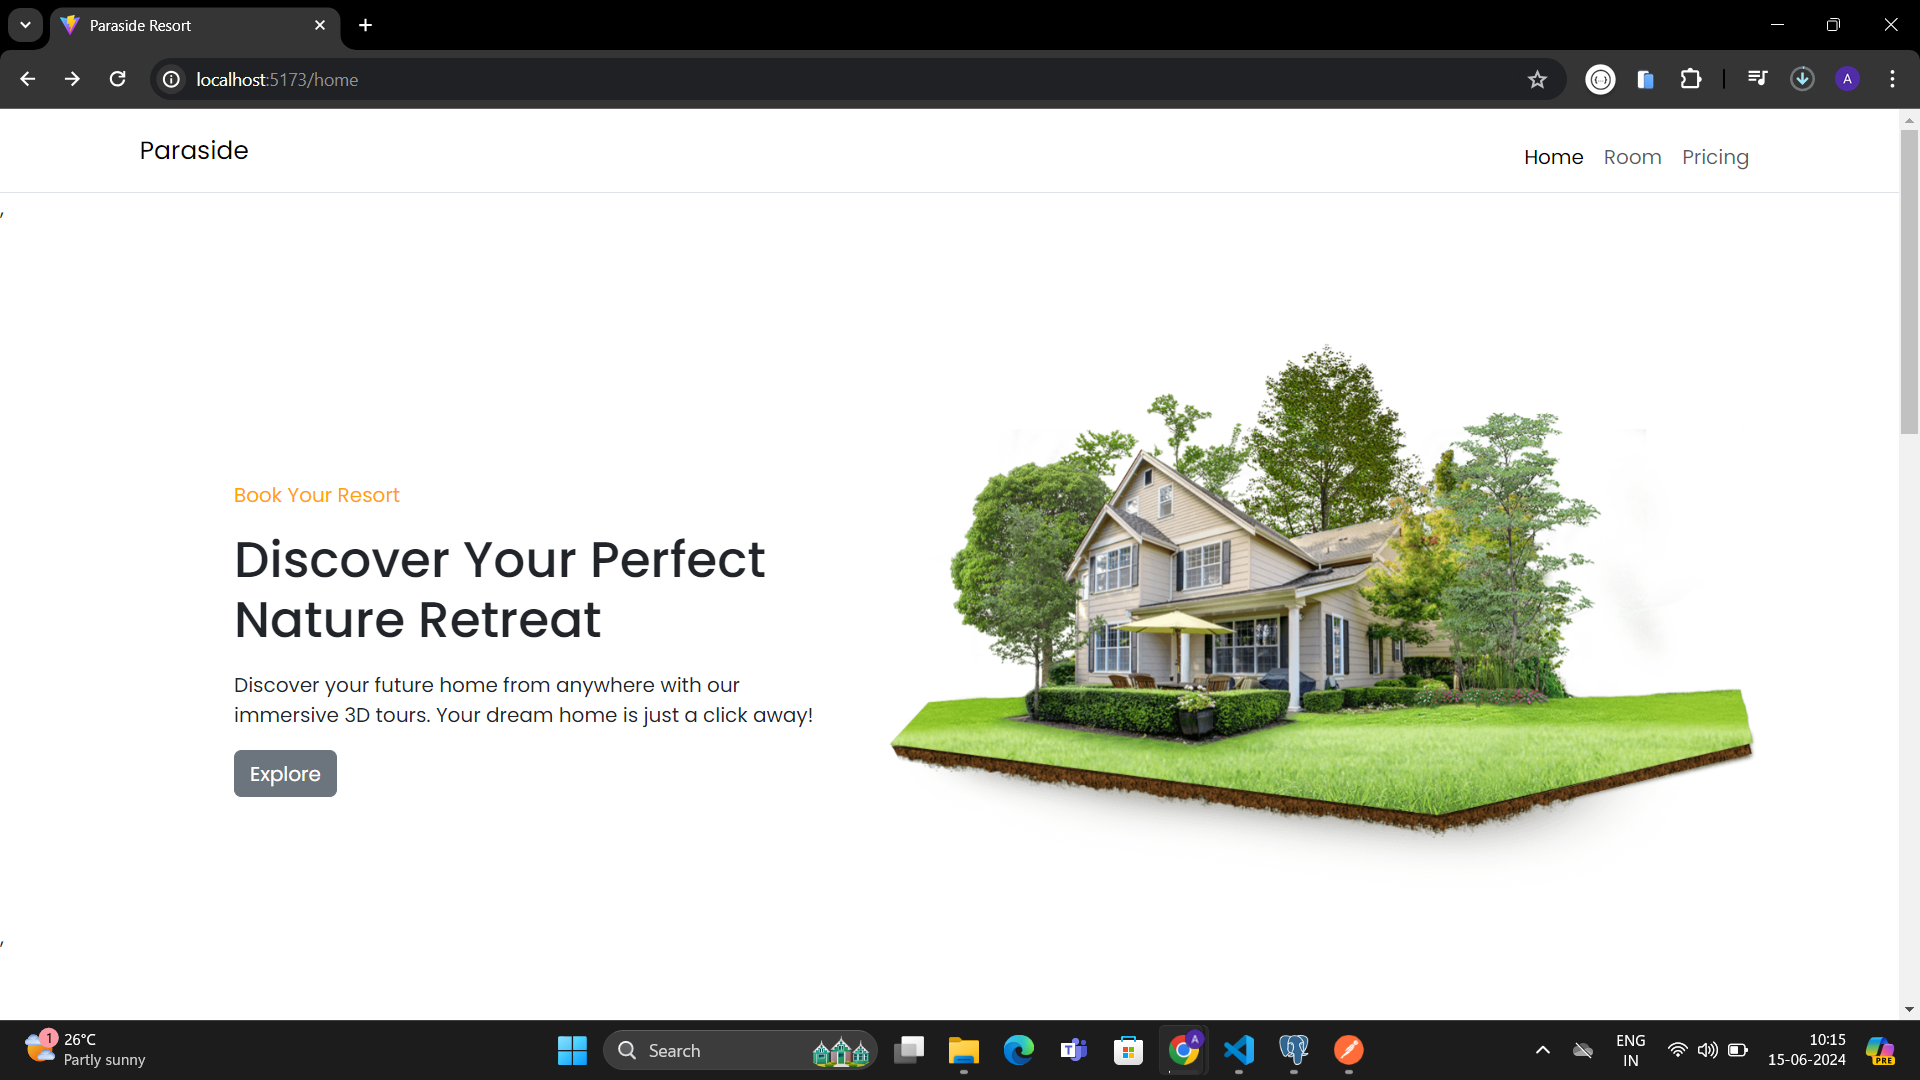 Paraside Resort
localhost:5173/home
A
Paraside
Home Room Pricing
,
Book Your Resort
Discover Your Perfect
Nature Retreat
Discover your future home from anywhere with our
immersive 3D tours. Your dream home is just a click away!
Explore
,
1
26°C
Partly sunny
Search
A
ENG
IN
10:15
15-06-2024
PRE